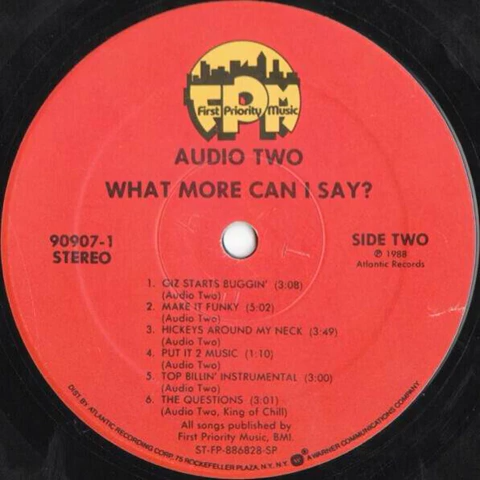 FPM
First Priority Music
AUDIO TWO
WHAT MORE CAN I SAY?
90907-1
STEREO
SIDE TWO
℗ 1988
Atlantic Records
1. GIZ STARTS BUGGIN' (3:08)
(Audio Two)
2. MAKE IT FUNKY (5:02)
(Audio Two)
3. HICKEYS AROUND MY NECK (3:49)
(Audio Two)
4. PUT IT 2 MUSIC (1:10)
(Audio Two)
5. TOP BILLIN' INSTRUMENTAL (3:00)
(Audio Two)
6. THE QUESTIONS (3:01)
(Audio Two, King of Chill)
All songs published by
First Priority Music, BMI.
ST-FP-886828-SP
DIST. BY ATLANTIC RECORDING CORP., 75 ROCKEFELLER PLAZA, N.Y., N.Y. A WARNER COMMUNICATIONS COMPANY